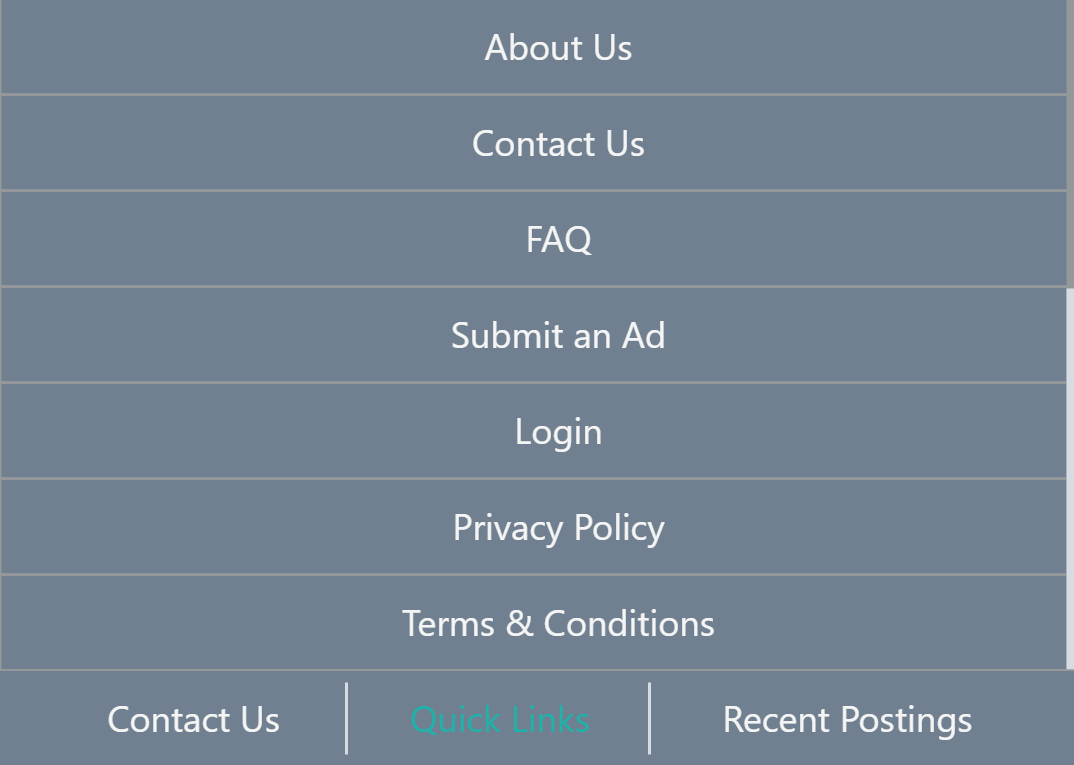 About Us
Contact Us
FAQ
Submit an Ad
Login
Privacy Policy
Terms & Conditions
Contact Us
Quick Links
Recent Postings